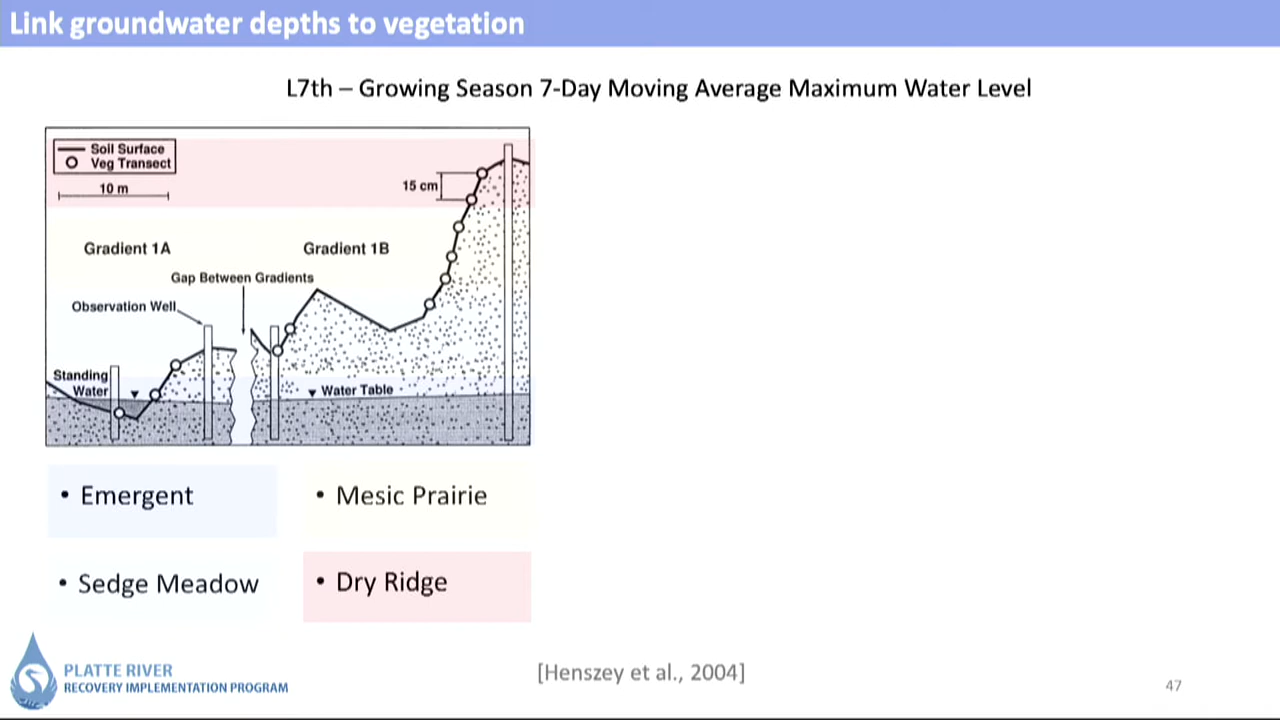 Link groundwater depths to vegetation
L7th – Growing Season 7-Day Moving Average Maximum Water Level
Soil Surface
Veg Transect
10 m
15 cm
Gradient 1A
Gradient 1B
Gap Between Gradients
Observation Well
Standing
Water
Water Table
• Emergent
• Mesic Prairie
• Sedge Meadow
• Dry Ridge
PLATTE RIVER
RECOVERY IMPLEMENTATION PROGRAM
[Henszey et al., 2004]
47